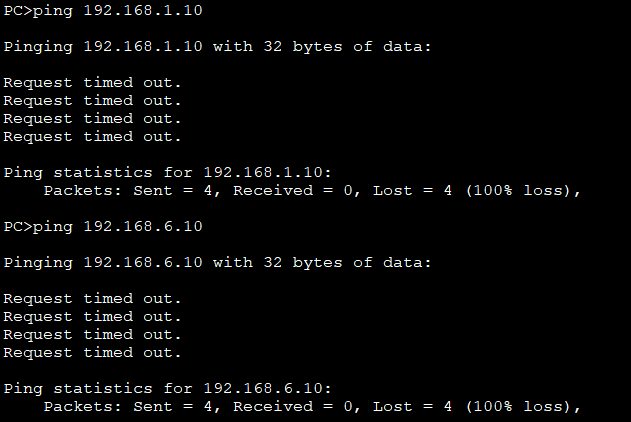 PC>ping 192.168.1.10
Pinging 192.168.1.10 with 32 bytes of data:
Request timed out.
Request timed out.
Request timed out.
Request timed out.
Ping statistics for 192.168.1.10:
    Packets: Sent = 4, Received = 0, Lost = 4 (100% loss),
PC>ping 192.168.6.10
Pinging 192.168.6.10 with 32 bytes of data:
Request timed out.
Request timed out.
Request timed out.
Request timed out.
Ping statistics for 192.168.6.10:
    Packets: Sent = 4, Received = 0, Lost = 4 (100% loss),